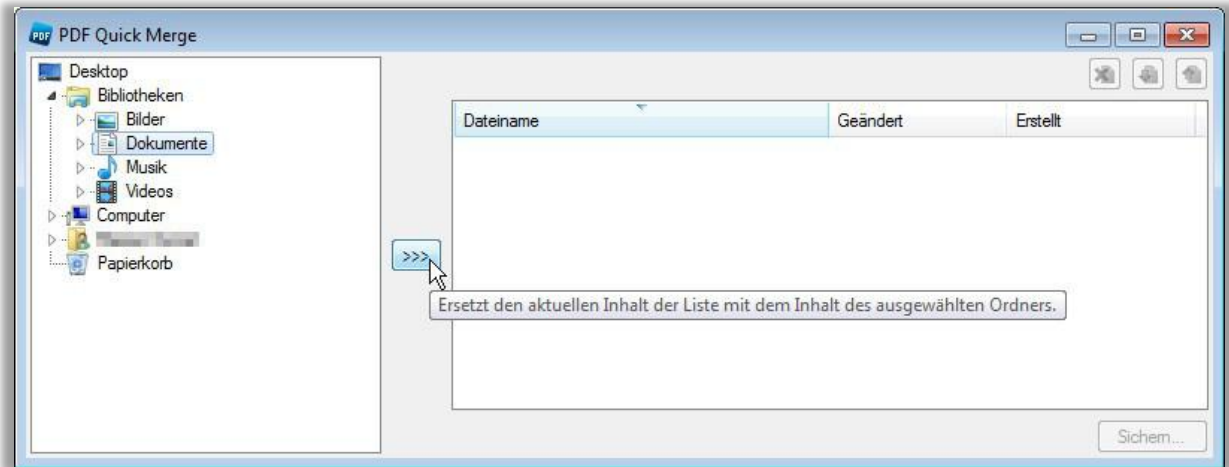 PDF PDF Quick Merge
Desktop
Bibliotheken
Bilder
Dokumente
Musik
Videos
Computer
Papierkorb
>>>
Dateiname Geändert Erstellt
Ersetzt den aktuellen Inhalt der Liste mit dem Inhalt des ausgewählten Ordners.
Sichern...